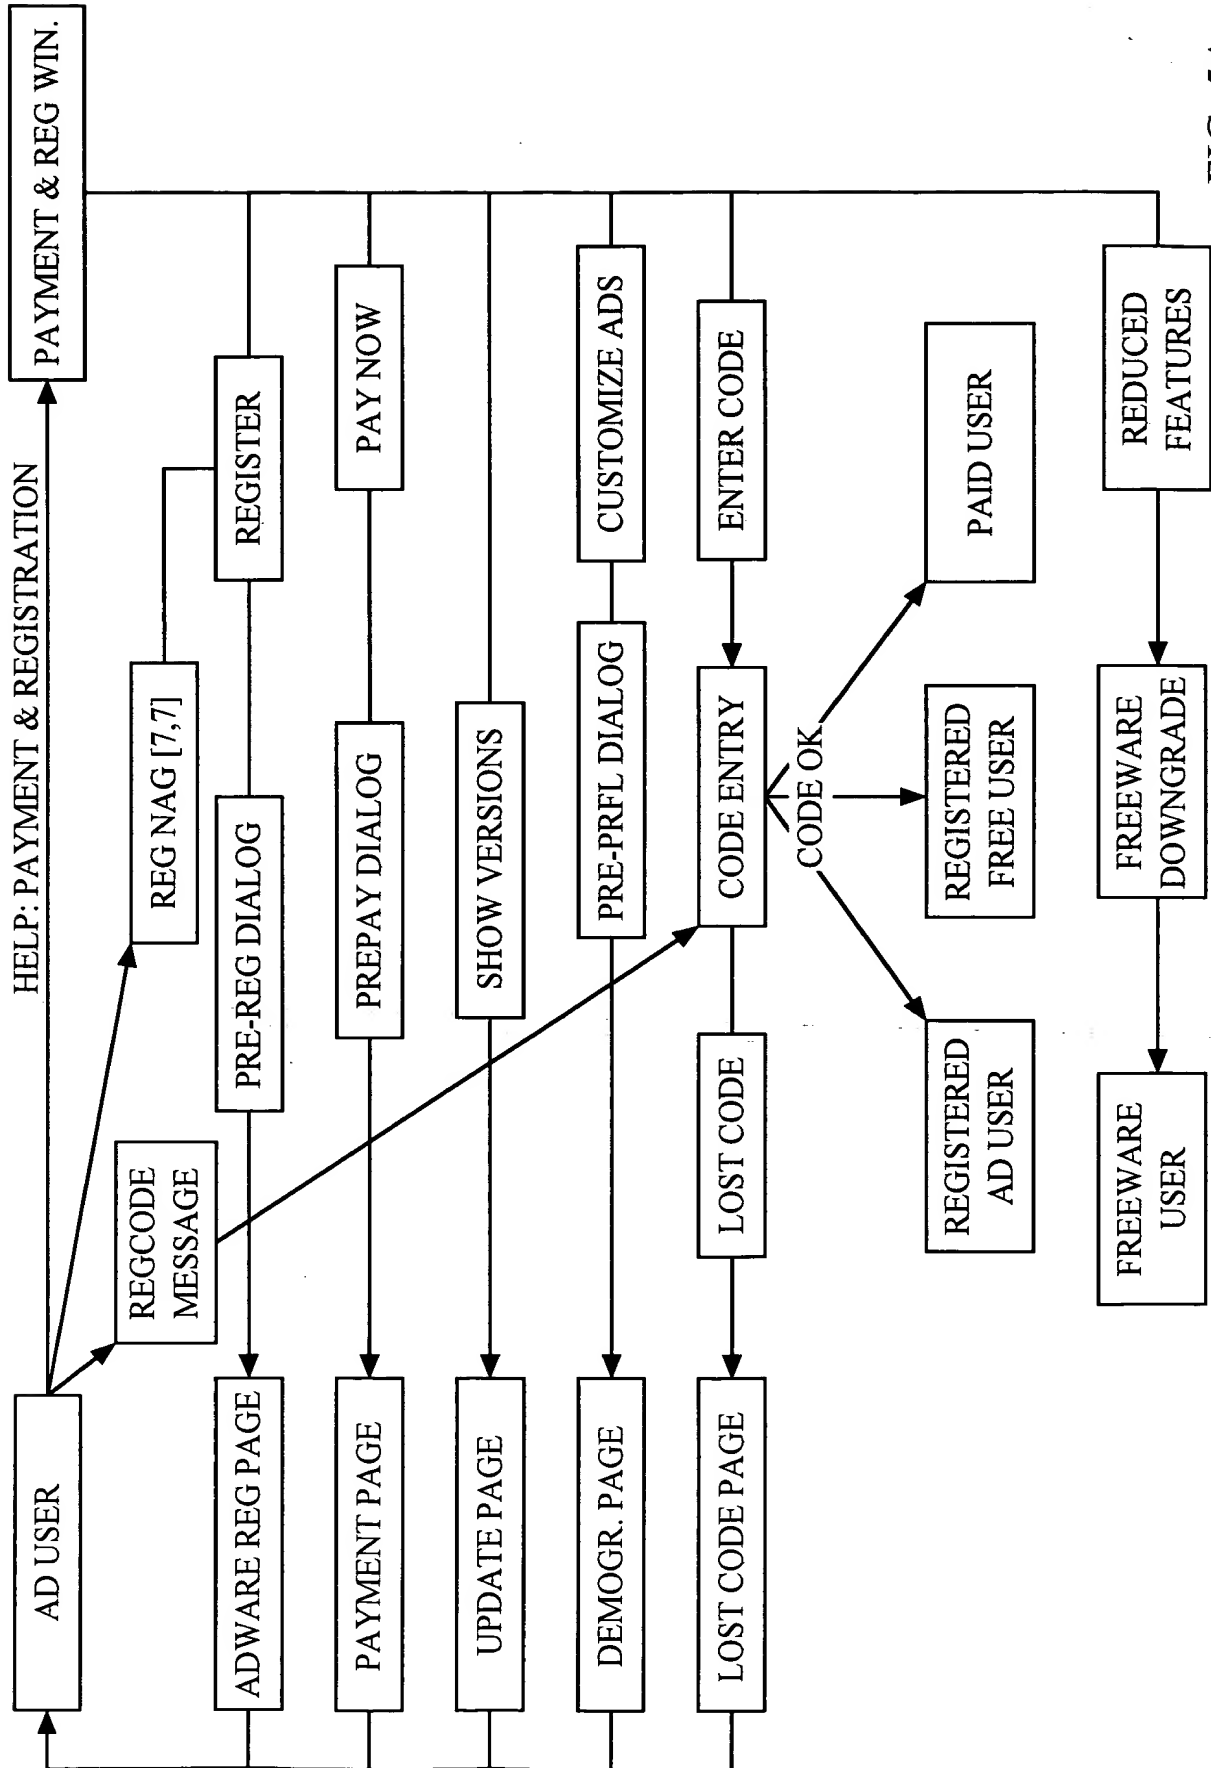 HELP: PAYMENT & REGISTRATION
AD USER
PAYMENT & REG WIN.
REGCODE
MESSAGE
REG NAG [7,7]
ADWARE REG PAGE
PRE-REG DIALOG
REGISTER
PAYMENT PAGE
PREPAY DIALOG
PAY NOW
UPDATE PAGE
SHOW VERSIONS
DEMOGR. PAGE
PRE-PRFL DIALOG
CUSTOMIZE ADS
LOST CODE PAGE
LOST CODE
CODE ENTRY
ENTER CODE
CODE OK
REGISTERED
AD USER
REGISTERED
FREE USER
PAID USER
FREEWARE
USER
FREEWARE
DOWNGRADE
REDUCED
FEATURES